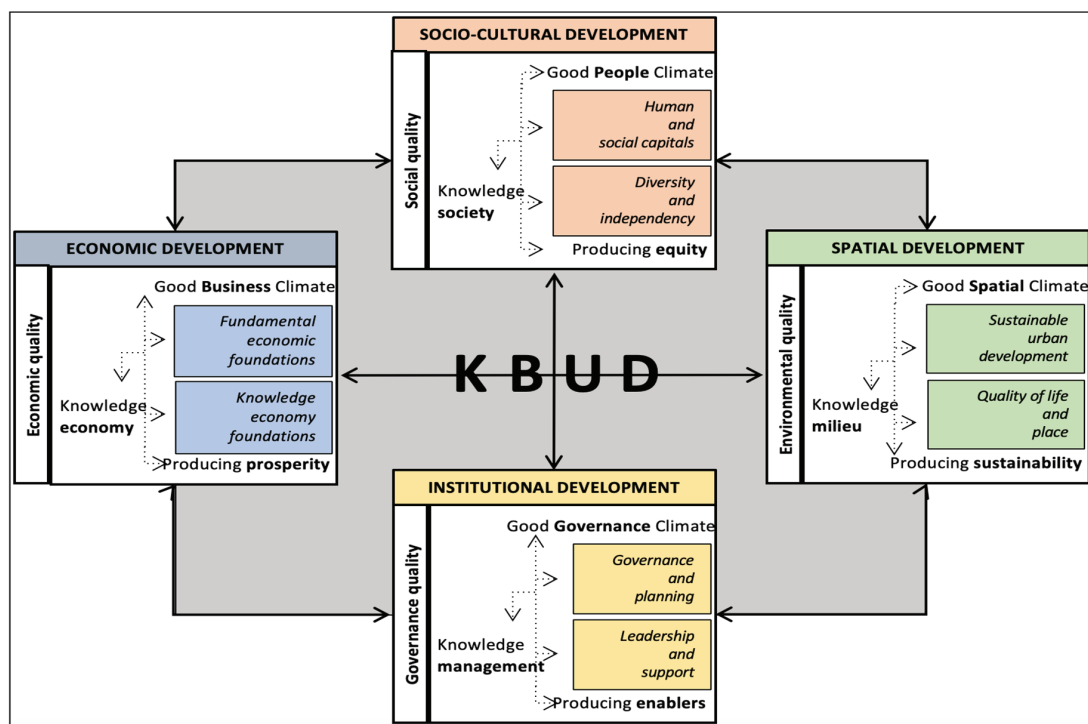 SOCIO-CULTURAL DEVELOPMENT
Social quality
Good People Climate
Human
and
social capitals
Knowledge
society
Diversity
and
independency
Producing equity
ECONOMIC DEVELOPMENT
Economic quality
Good Business Climate
Fundamental
economic
foundations
Knowledge
economy
Knowledge
economy
foundations
Producing prosperity
KBUD
SPATIAL DEVELOPMENT
Environmental quality
Good Spatial Climate
Sustainable
urban
development
Knowledge
milieu
Quality of life
and
place
Producing sustainability
INSTITUTIONAL DEVELOPMENT
Governance quality
Good Governance Climate
Governance
and
planning
Knowledge
management
Leadership
and
support
Producing enablers